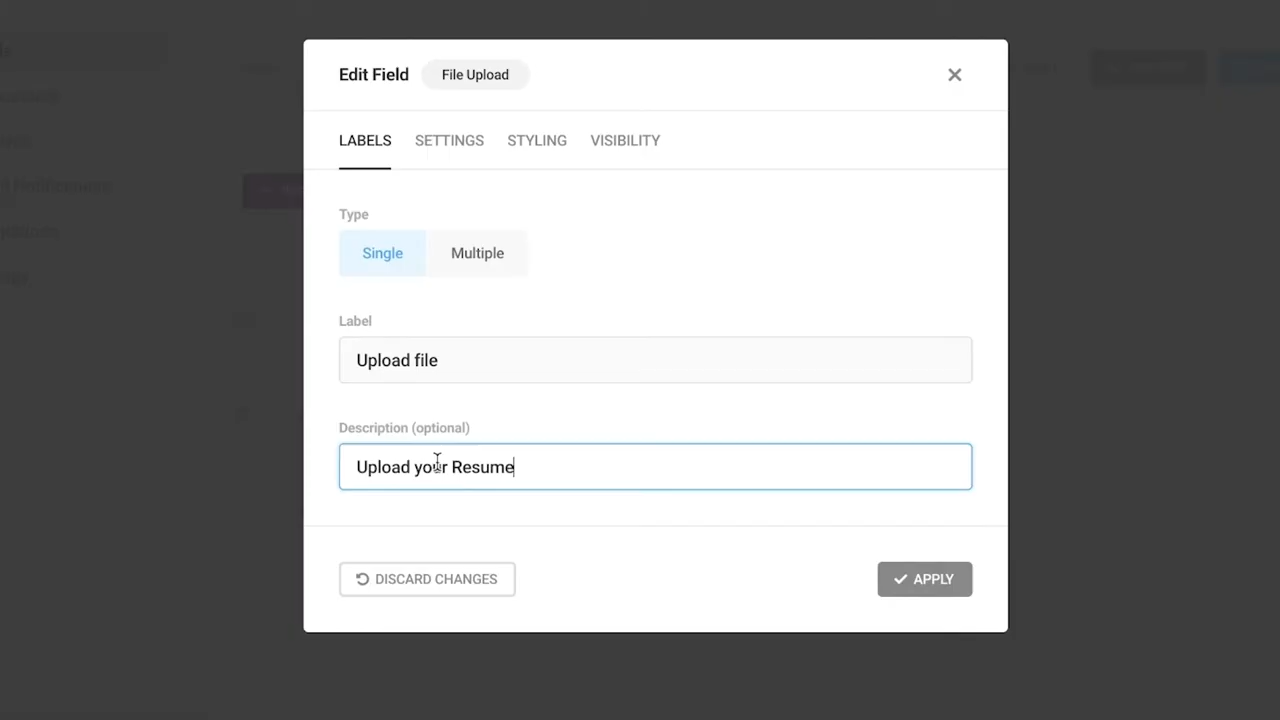 Edit Field File Upload
LABELS SETTINGS STYLING VISIBILITY
Type
Single Multiple
Label
Upload file
Description (optional)
Upload your Resume
DISCARD CHANGES APPLY